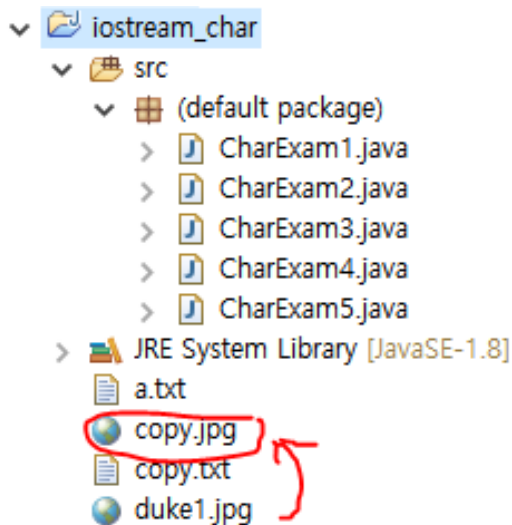 iostream_char
src
(default package)
CharExam1.java
CharExam2.java
CharExam3.java
CharExam4.java
CharExam5.java
JRE System Library [JavaSE-1.8]
a.txt
copy.jpg
copy.txt
duke1.jpg